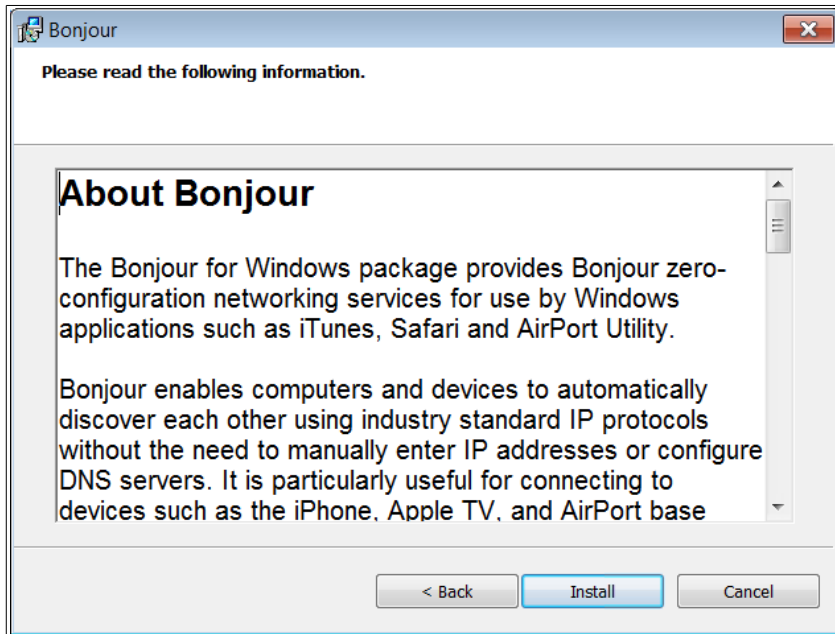 Bonjour
Please read the following information.
About Bonjour
The Bonjour for Windows package provides Bonjour zero-
configuration networking services for use by Windows
applications such as iTunes, Safari and AirPort Utility.
Bonjour enables computers and devices to automatically
discover each other using industry standard IP protocols
without the need to manually enter IP addresses or configure
DNS servers. It is particularly useful for connecting to
devices such as the iPhone, Apple TV, and AirPort base
< Back
Install
Cancel